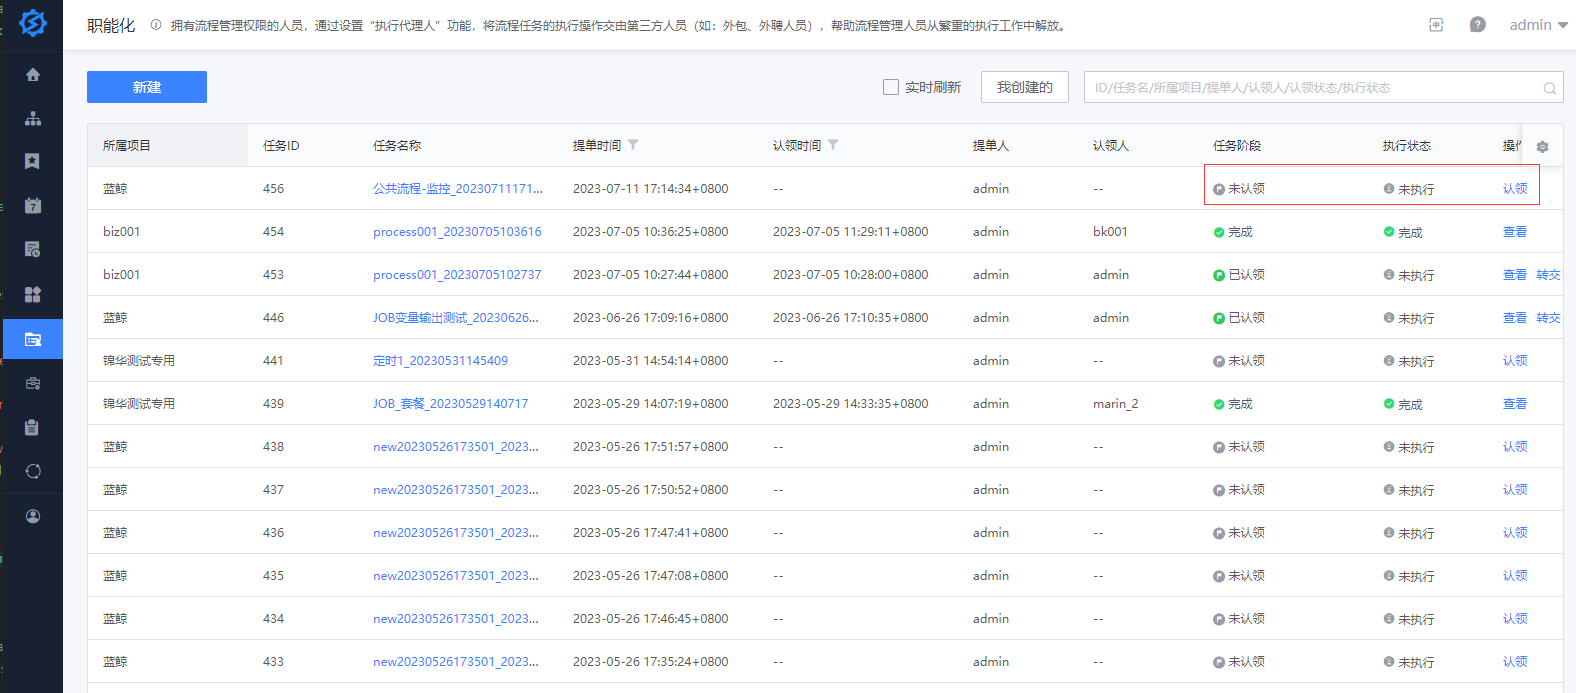 职能化 拥有流程管理权限的人员，通过设置“执行代理人”功能，将流程任务的执行操作交由第三方人员（如：外包、外聘人员），帮助流程管理人员从繁重的执行工作中解放。 admin
新建 实时刷新 我创建的 ID/任务名/所属项目/提单人/认领人/认领状态/执行状态
所属项目 任务ID 任务名称 提单时间 认领时间 提单人 认领人 任务阶段 执行状态
蓝鲸 456 公共流程-监控_20230711171... 2023-07-11 17:14:34+0800 -- admin -- 未认领 未执行 认领
biz001 454 process001_20230705103616 2023-07-05 10:36:25+0800 2023-07-05 11:29:11+0800 admin bk001 完成 完成 查看
biz001 453 process001_20230705102737 2023-07-05 10:27:44+0800 2023-07-05 10:28:00+0800 admin admin 已认领 未执行 查看 转交
蓝鲸 446 JOB变量输出测试_20230626... 2023-06-26 17:09:16+0800 2023-06-26 17:10:35+0800 admin admin 已认领 未执行 查看 转交
锦华测试专用 441 定时1_20230531145409 2023-05-31 14:54:14+0800 -- admin -- 未认领 未执行 认领
锦华测试专用 439 JOB_套餐_20230529140717 2023-05-29 14:07:19+0800 2023-05-29 14:33:35+0800 admin marin_2 完成 完成 查看
蓝鲸 438 new20230526173501_2023... 2023-05-26 17:51:57+0800 -- admin -- 未认领 未执行 认领
蓝鲸 437 new20230526173501_2023... 2023-05-26 17:50:52+0800 -- admin -- 未认领 未执行 认领
蓝鲸 436 new20230526173501_2023... 2023-05-26 17:47:41+0800 -- admin -- 未认领 未执行 认领
蓝鲸 435 new20230526173501_2023... 2023-05-26 17:47:08+0800 -- admin -- 未认领 未执行 认领
蓝鲸 434 new20230526173501_2023... 2023-05-26 17:46:45+0800 -- admin -- 未认领 未执行 认领
蓝鲸 433 new20230526173501_2023... 2023-05-26 17:35:24+0800 -- admin -- 未认领 未执行 认领